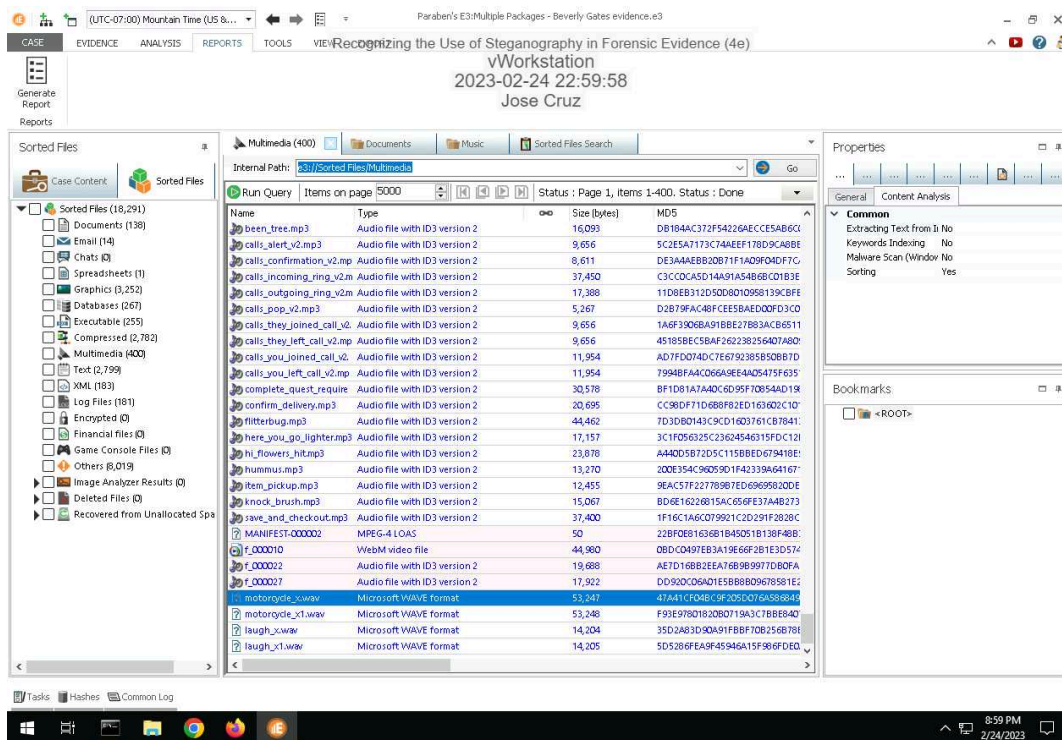 (UTC-07:00) Mountain Time (US &...
Paraben's E3:Multiple Packages - Beverly Gates evidence.e3
CASE EVIDENCE ANALYSIS REPORTS TOOLS VIEW
Recognizing the Use of Steganography in Forensic Evidence (4e)
vWorkstation
2023-02-24 22:59:58
Jose Cruz
Generate
Report
Reports
Sorted Files
Case Content
Sorted Files
Sorted Files (18,291)
Documents (138)
Email (14)
Chats (0)
Spreadsheets (1)
Graphics (3,252)
Databases (267)
Executable (255)
Compressed (2,782)
Multimedia (400)
Text (2,799)
XML (183)
Log Files (181)
Encrypted (0)
Financial files (0)
Game Console Files (0)
Others (8,019)
Image Analyzer Results (0)
Deleted Files (0)
Recovered from Unallocated Spa
Multimedia (400) Documents Music Sorted Files Search
Internal Path: e3://Sorted Files/Multimedia Go
Run Query Items on page 5000 Status : Page 1, items 1-400. Status : Done
Name Type Size (bytes) MD5
been_tree.mp3 Audio file with ID3 version 2 16,093
calls_alert_v2.mp3 Audio file with ID3 version 2 9,656
calls_confirmation_v2.mp Audio file with ID3 version 2 8,611
calls_incoming_ring_v2.m Audio file with ID3 version 2 37,450
calls_outgoing_ring_v2.m Audio file with ID3 version 2 17,388
calls_pop_v2.mp3 Audio file with ID3 version 2 5,267
calls_they_joined_call_v2. Audio file with ID3 version 2 9,656
calls_they_left_call_v2.mp Audio file with ID3 version 2 9,656
calls_you_joined_call_v2. Audio file with ID3 version 2 11,954
calls_you_left_call_v2.mp Audio file with ID3 version 2 11,954
complete_quest_require Audio file with ID3 version 2 30,578
confirm_delivery.mp3 Audio file with ID3 version 2 20,695
flitterbug.mp3 Audio file with ID3 version 2 44,462
here_you_go_lighter.mp3 Audio file with ID3 version 2 17,157
hi_flowers_hit.mp3 Audio file with ID3 version 2 23,878
hummus.mp3 Audio file with ID3 version 2 13,270
item_pickup.mp3 Audio file with ID3 version 2 12,455
knock_brush.mp3 Audio file with ID3 version 2 15,067
save_and_checkout.mp3 Audio file with ID3 version 2 37,400
MANIFEST-000002 MPEG-4 LOAS 50
f_000010 WebM video file 44,980
f_000022 Audio file with ID3 version 2 19,688
f_000027 Audio file with ID3 version 2 17,922
motorcycle_x.wav Microsoft WAVE format 53,247
motorcycle_x1.wav Microsoft WAVE format 53,248
laugh_x.wav Microsoft WAVE format 14,204
laugh_x1.wav Microsoft WAVE format 14,205
Properties
General Content Analysis
Common
Extracting Text from Ii No
Keywords Indexing No
Malware Scan (Window No
Sorting Yes
Bookmarks
<ROOT>
Tasks Hashes Common Log
8:59 PM
2/24/2023